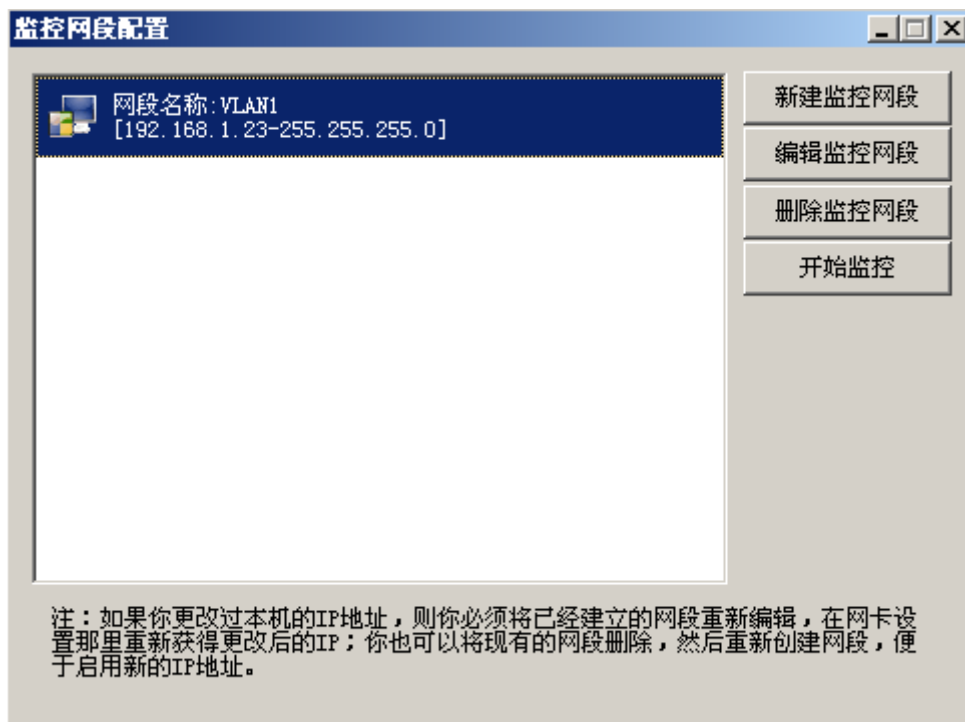 监控网段配置
网段名称:VLAN1
[192.168.1.23-255.255.255.0]
新建监控网段
编辑监控网段
删除监控网段
开始监控
注：如果你更改过本机的IP地址，则你必须将已经建立的网段重新编辑，在网卡设
置那里重新获得更改后的IP；你也可以将现有的网段删除，然后重新创建网段，便
于启用新的IP地址。